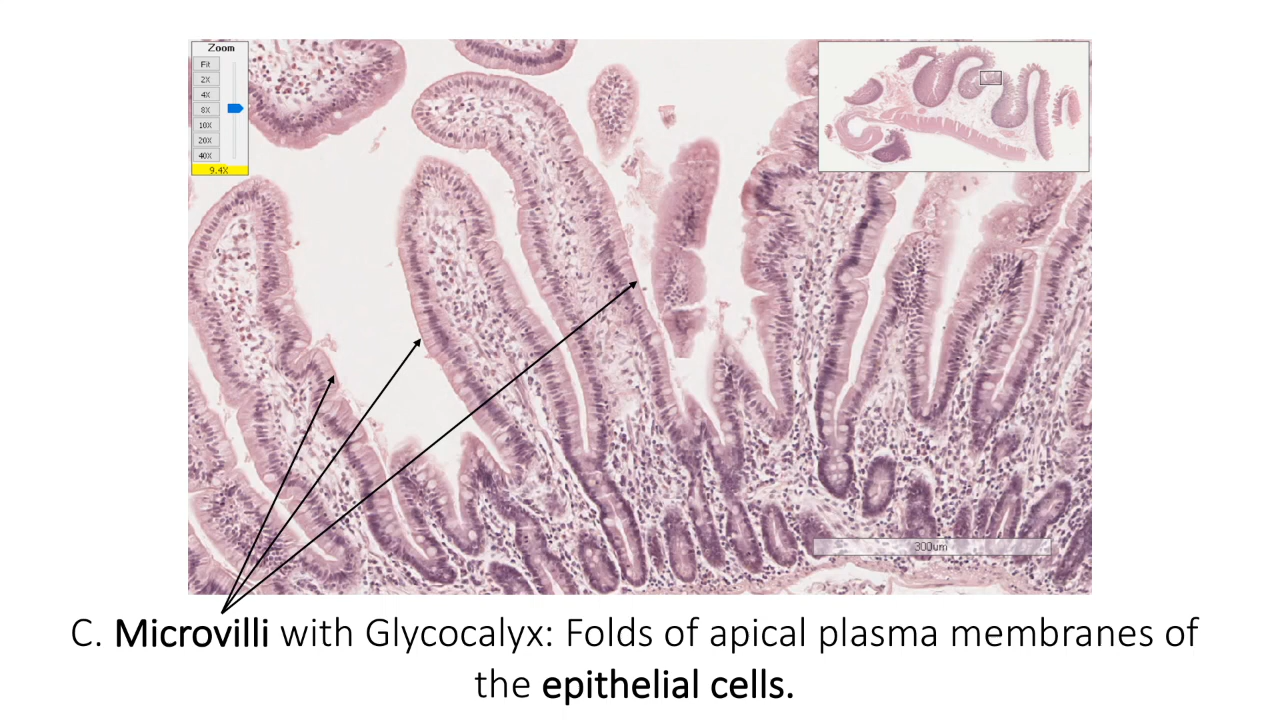 Zoom
Fit
2X
4X
8X
10X
20X
40X
9.4X
300um
C. Microvilli with Glycocalyx: Folds of apical plasma membranes of
the epithelial cells.